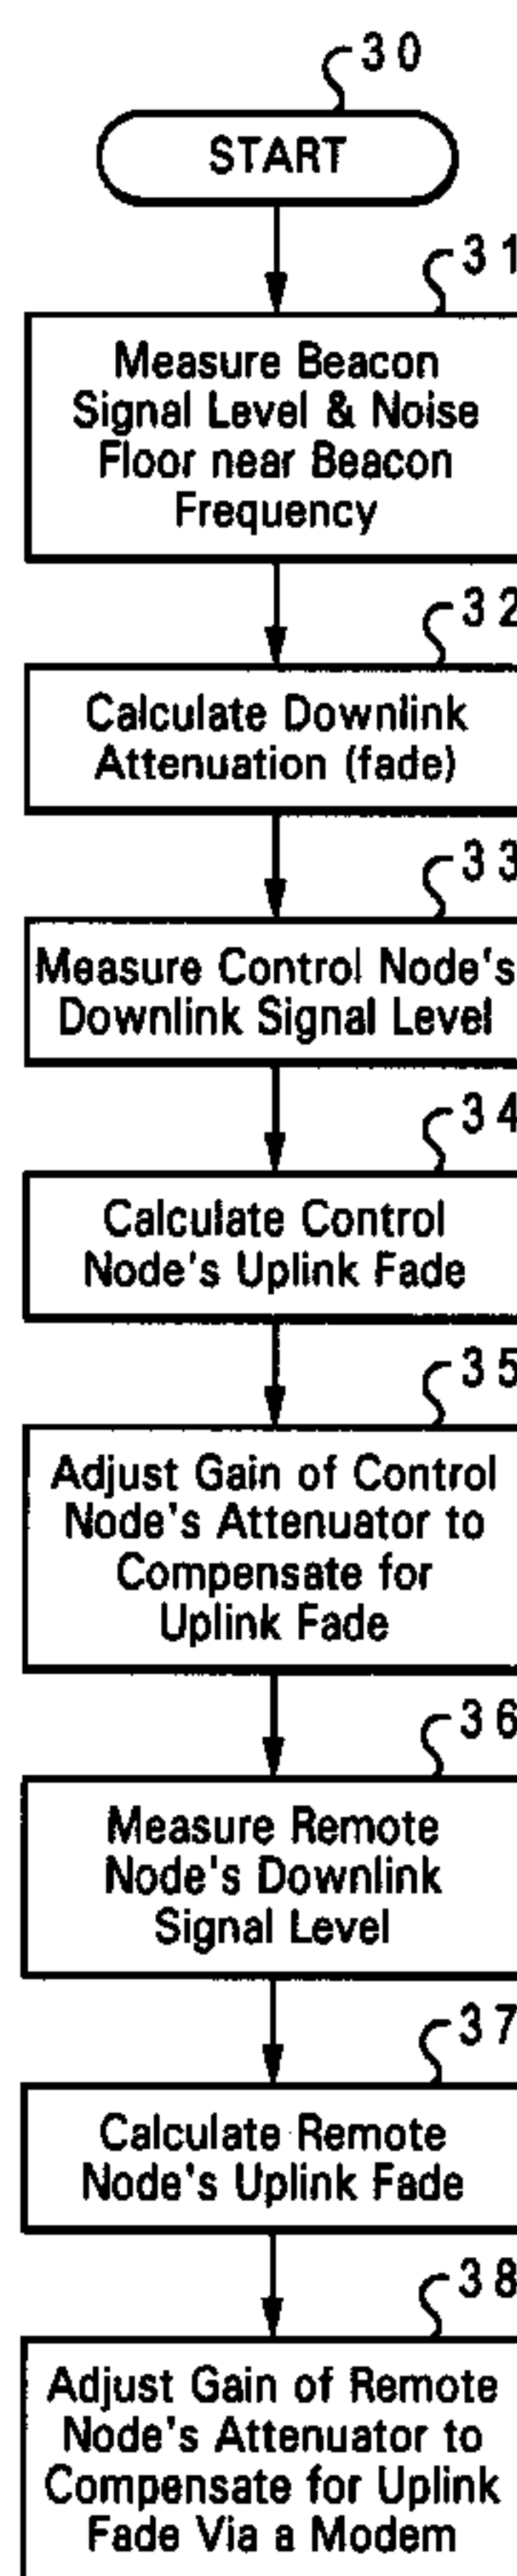 30
START
31
Measure Beacon
Signal Level & Noise
Floor near Beacon
Frequency
32
Calculate Downlink
Attenuation (fade)
33
Measure Control Node's
Downlink Signal Level
34
Calculate Control
Node's Uplink Fade
35
Adjust Gain of Control
Node's Attenuator to
Compensate for
Uplink Fade
36
Measure Remote
Node's Downlink
Signal Level
37
Calculate Remote
Node's Uplink Fade
38
Adjust Gain of Remote
Node's Attenuator to
Compensate for Uplink
Fade Via a Modem